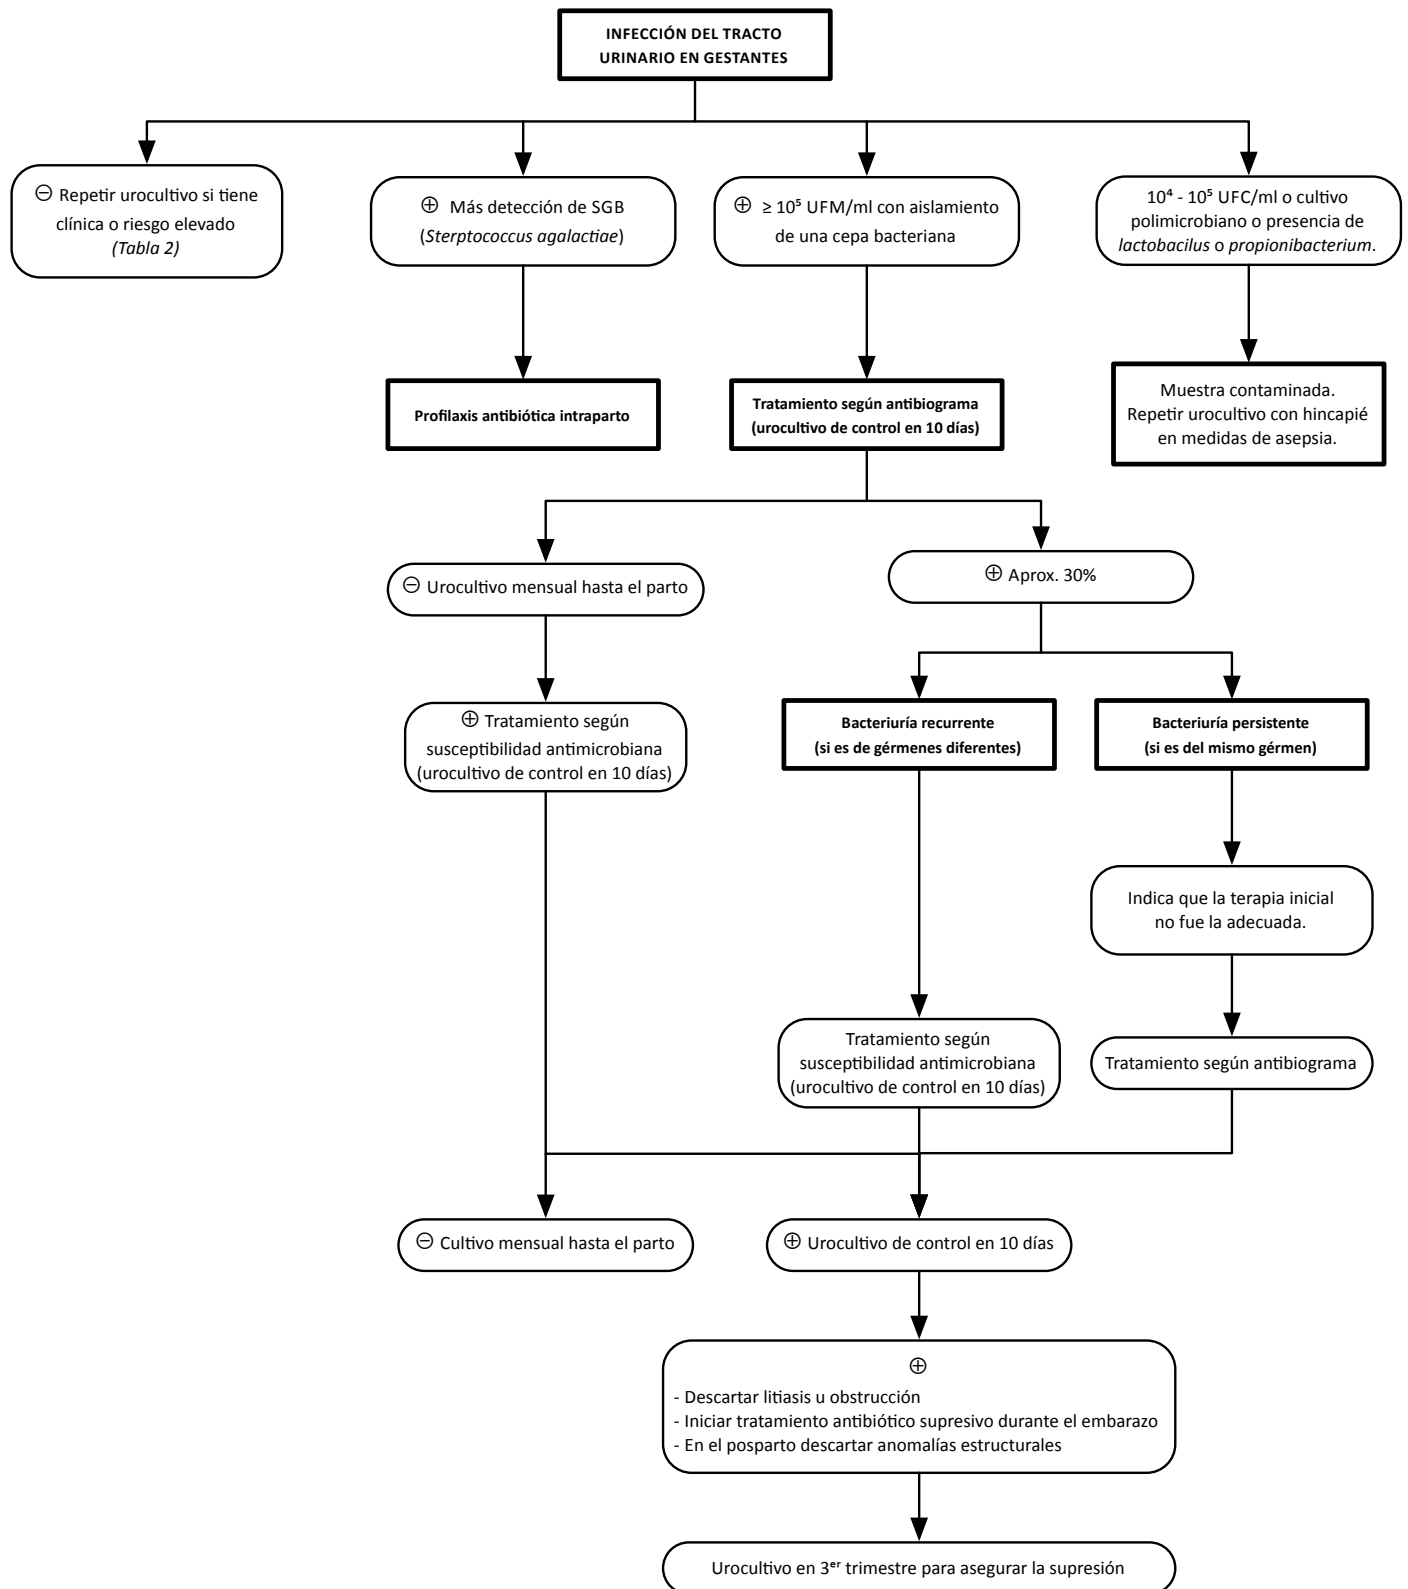 INFECCIÓN DEL TRACTO
URINARIO EN GESTANTES
⊖ Repetir urocultivo si tiene
clínica o riesgo elevado
(Tabla 2)
⊕ Más detección de SGB
(Sterptococcus agalactiae)
⊕ ≥ 10⁵ UFM/ml con aislamiento
de una cepa bacteriana
10⁴ - 10⁵ UFC/ml o cultivo
polimicrobiano o presencia de
lactobacilus o propionibacterium.
Profilaxis antibiótica intraparto
Tratamiento según antibiograma
(urocultivo de control en 10 días)
Muestra contaminada.
Repetir urocultivo con hincapié
en medidas de asepsia.
⊖ Urocultivo mensual hasta el parto
⊕ Aprox. 30%
⊕ Tratamiento según
susceptibilidad antimicrobiana
(urocultivo de control en 10 días)
Bacteriuría recurrente
(si es de gérmenes diferentes)
Bacteriuría persistente
(si es del mismo gérmen)
Indica que la terapia inicial
no fue la adecuada.
Tratamiento según
susceptibilidad antimicrobiana
(urocultivo de control en 10 días)
Tratamiento según antibiograma
⊖ Cultivo mensual hasta el parto
⊕ Urocultivo de control en 10 días
⊕
- Descartar litiasis u obstrucción
- Iniciar tratamiento antibiótico supresivo durante el embarazo
- En el posparto descartar anomalías estructurales
Urocultivo en 3ᵉʳ trimestre para asegurar la supresión